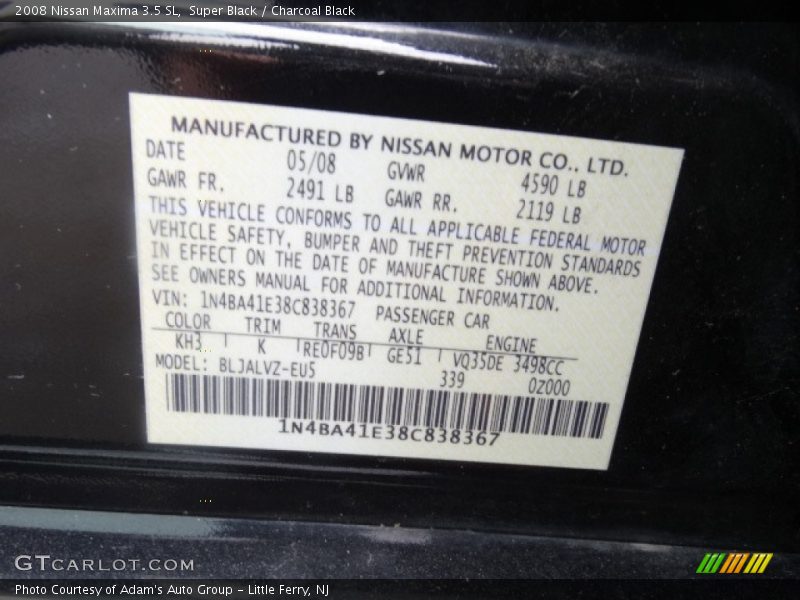 2008 Nissan Maxima 3.5 SL, Super Black / Charcoal Black
MANUFACTURED BY NISSAN MOTOR CO., LTD.
DATE 05/08 GVWR 4590 LB
GAWR FR. 2491 LB GAWR RR. 2119 LB
THIS VEHICLE CONFORMS TO ALL APPLICABLE FEDERAL MOTOR
VEHICLE SAFETY, BUMPER AND THEFT PREVENTION STANDARDS
IN EFFECT ON THE DATE OF MANUFACTURE SHOWN ABOVE.
SEE OWNERS MANUAL FOR ADDITIONAL INFORMATION.
VIN: 1N4BA41E38C838367 PASSENGER CAR
COLOR TRIM TRANS AXLE ENGINE
KH3 K RE0F09B GE51 VQ35DE 3498CC
MODEL: BLJALVZ-EU5 339 0Z000
1N4BA41E38C838367
GTCARLOT.COM
Photo Courtesy of Adam's Auto Group - Little Ferry, NJ